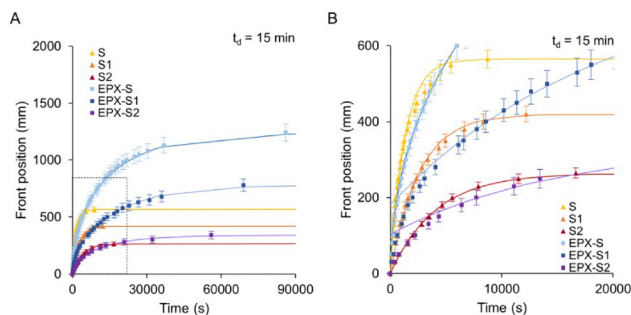 A
t_d = 15 min
2000
1500
1000
500
0
Front position (mm)
S
S1
S2
EPX-S
EPX-S1
EPX-S2
0 30000 60000 90000
Time (s)
B
t_d = 15 min
600
400
200
0
Front position (mm)
S
S1
S2
EPX-S
EPX-S1
EPX-S2
0 10000 20000
Time (s)